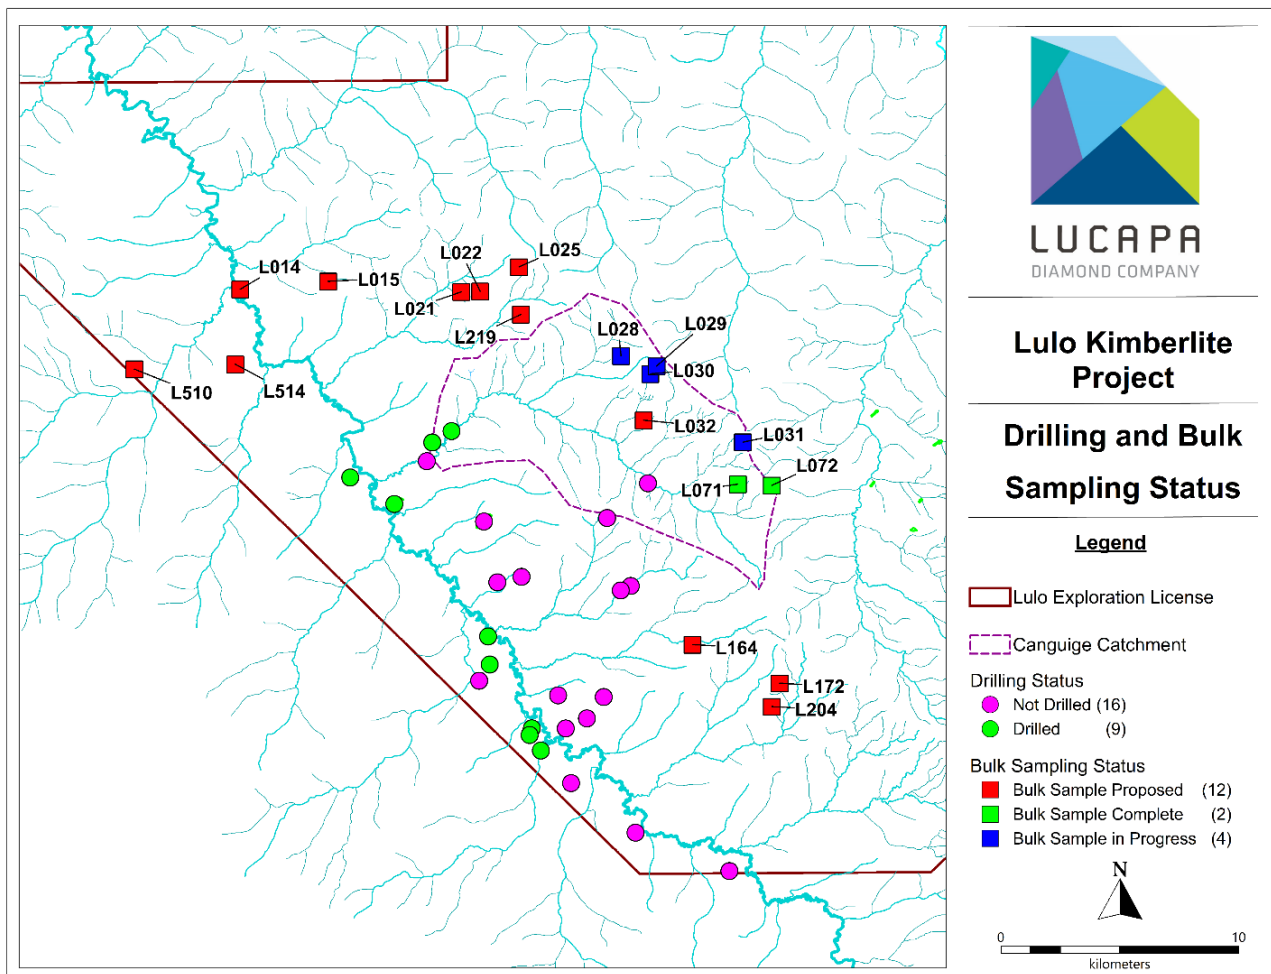 L025
L022
L014
L015
L021
L219
L028
L029
L030
L510
L514
L032
L031
L072
L071
L164
L172
L204
LUCAPA
DIAMOND COMPANY
Lulo Kimberlite
Project
Drilling and Bulk
Sampling Status
Legend
Lulo Exploration License
Canguige Catchment
Drilling Status
Not Drilled (16)
Drilled (9)
Bulk Sampling Status
Bulk Sample Proposed (12)
Bulk Sample Complete (2)
Bulk Sample in Progress (4)
N
0 10
kilometers